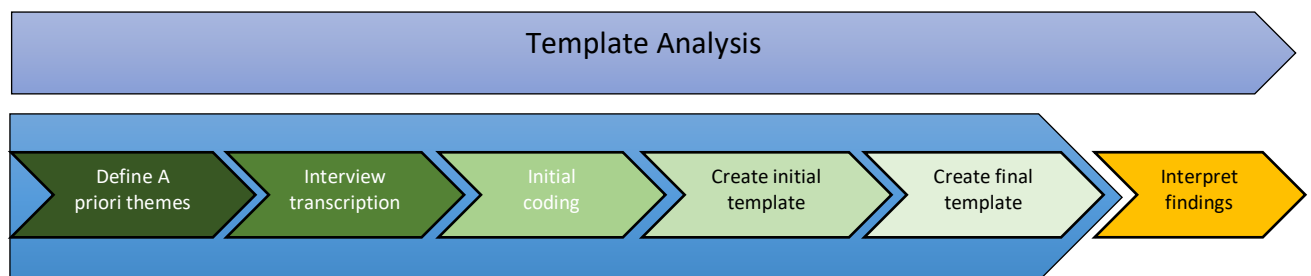 Template Analysis
Define A
priori themes
Interview
transcription
Initial
coding
Create initial
template
Create final
template
Interpret
findings